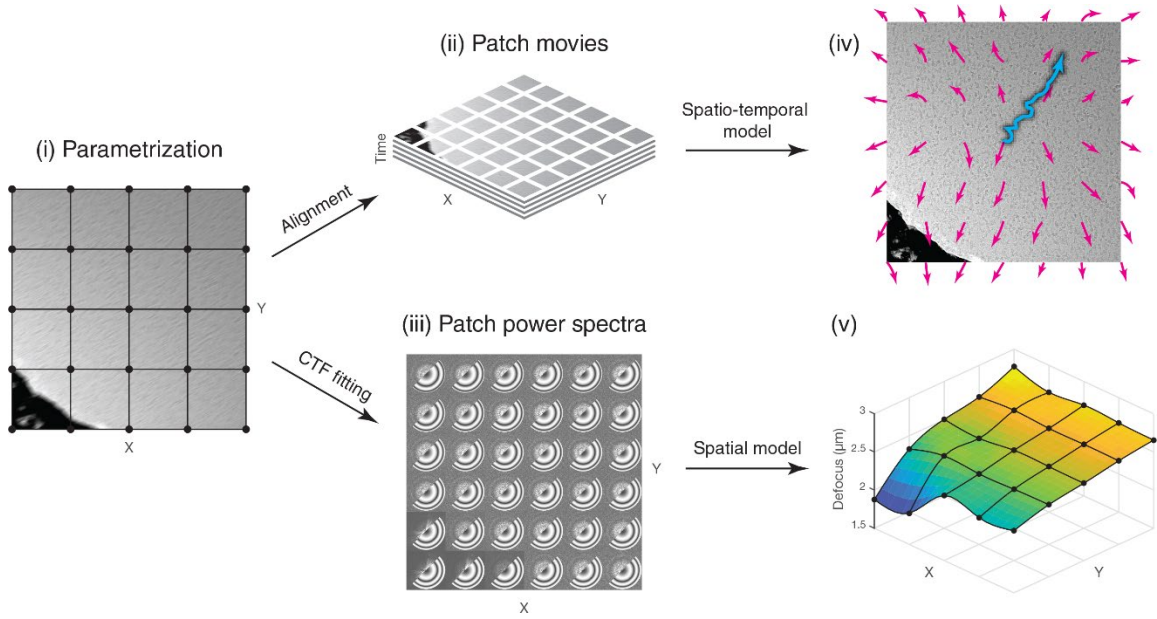 (i) Parametrization
Y
X
Alignment
CTF fitting
(ii) Patch movies
Time
X
Y
(iii) Patch power spectra
Y
X
Spatio-temporal
model
Spatial model
(iv)
(v)
Defocus (μm)
3
2.5
2
1.5
X
Y